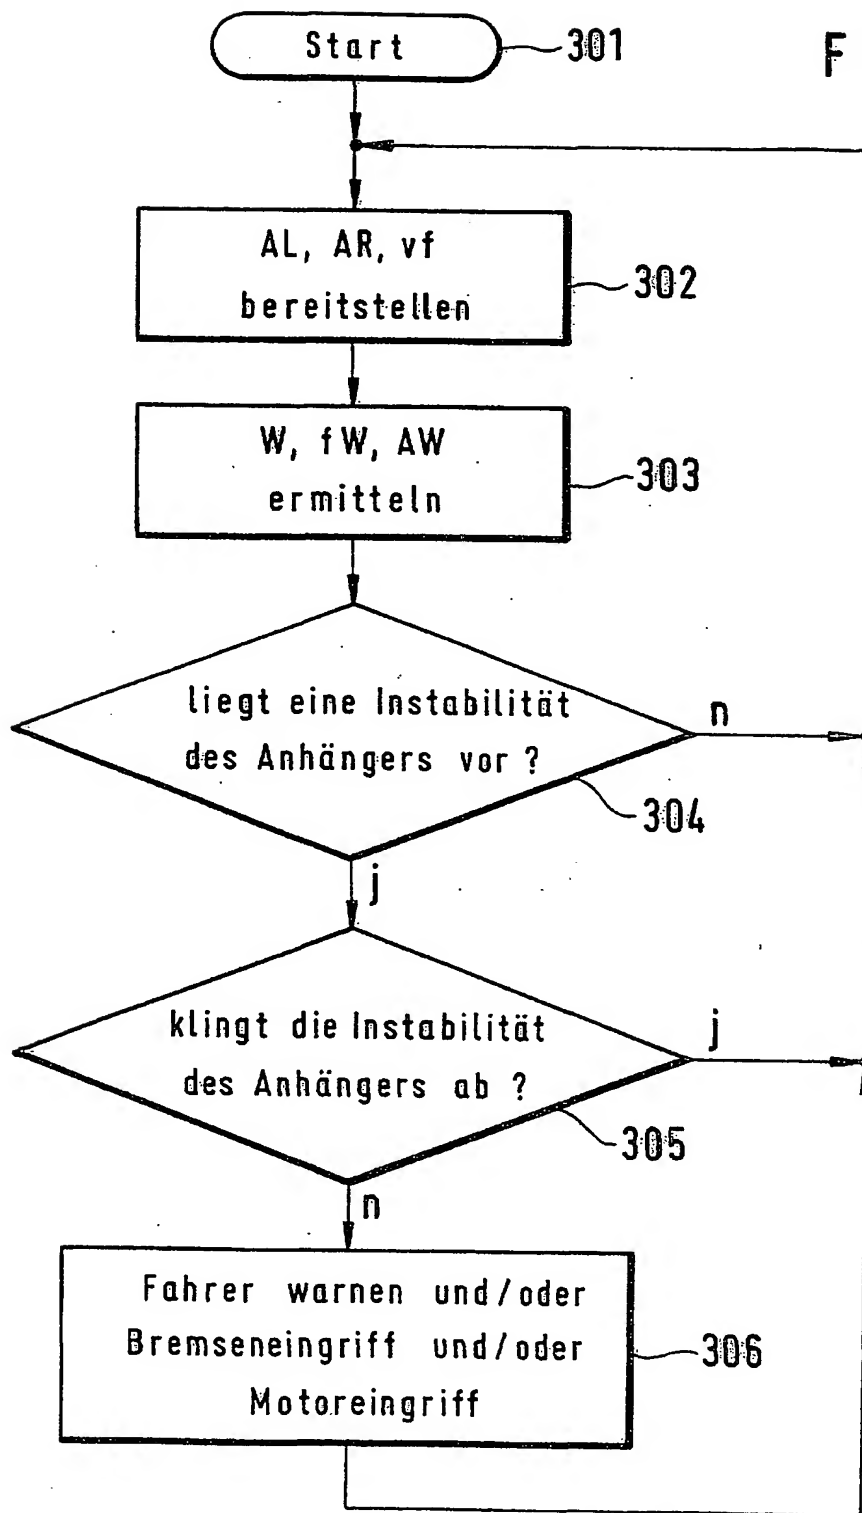 Start
301
F
AL, AR, vf
bereitstellen
302
W, fW, AW
ermitteln
303
liegt eine Instabilität
des Anhängers vor ?
n
304
j
klingt die Instabilität
des Anhängers ab ?
j
305
n
Fahrer warnen und/oder
Bremseneingriff und/oder
Motoreingriff
306